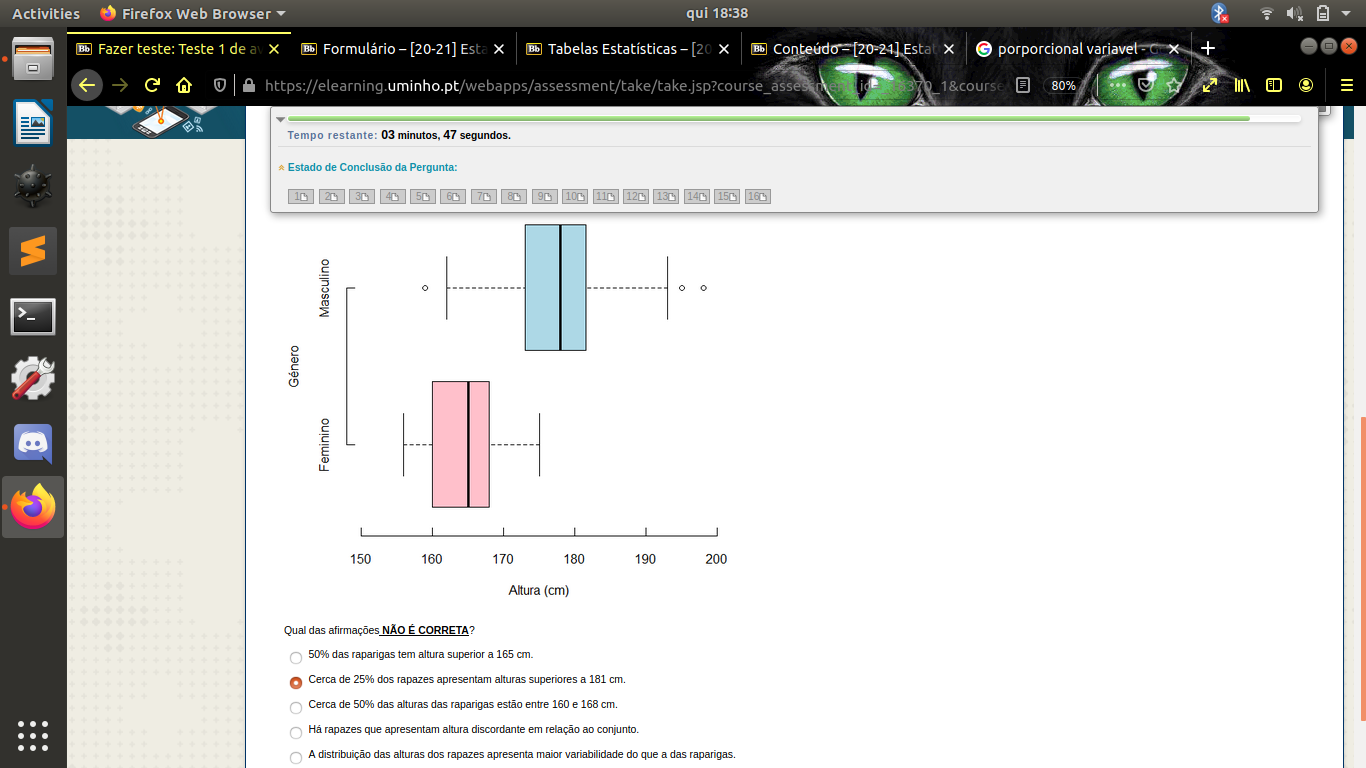 Activities
Firefox Web Browser
qui 18:38
Fazer teste: Teste 1 de av
Formulário – [20-21] Esta
Tabelas Estatísticas – [20
Conteúdo – [20-21] Estat
porporcional varjavel - G
https://elearning.uminho.pt/webapps/assessment/take/take.jsp?course_assessment_id=
370_1&course
80%
Tempo restante: 03 minutos, 47 segundos.
Estado de Conclusão da Pergunta:
1 2 3 4 5 6 7 8 9 10 11 12 13 14 15 16
Masculino
Género
Feminino
150 160 170 180 190 200
Altura (cm)
Qual das afirmações NÃO É CORRETA?
50% das raparigas tem altura superior a 165 cm.
Cerca de 25% dos rapazes apresentam alturas superiores a 181 cm.
Cerca de 50% das alturas das raparigas estão entre 160 e 168 cm.
Há rapazes que apresentam altura discordante em relação ao conjunto.
A distribuição das alturas dos rapazes apresenta maior variabilidade do que a das raparigas.